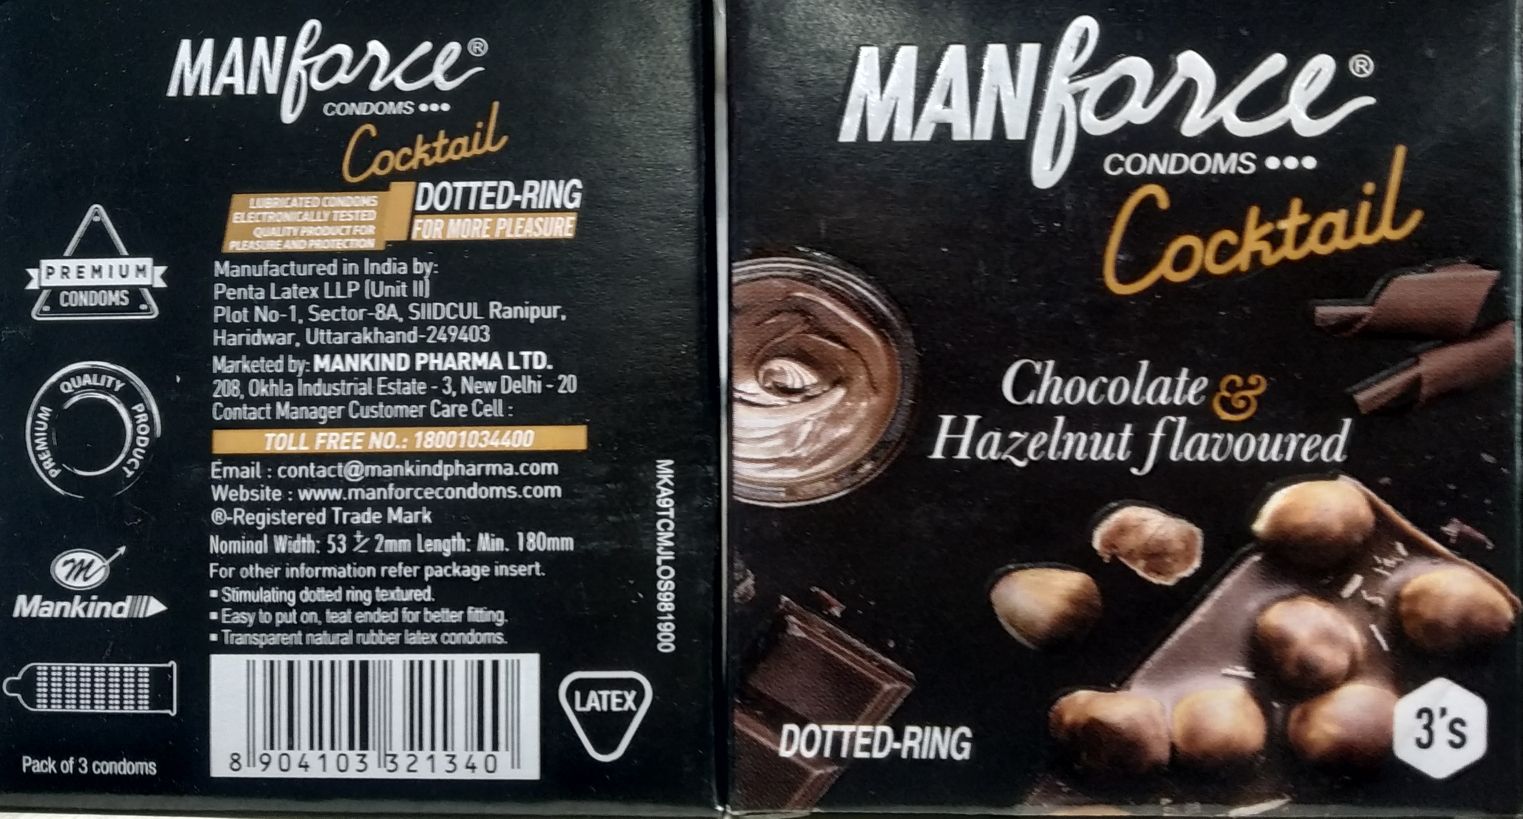 MANforce®
CONDOMS •••
Cocktail
LUBRICATED CONDOMS
ELECTRONICALLY TESTED
QUALITY PRODUCT FOR
PLEASURE AND PROTECTION
DOTTED-RING
FOR MORE PLEASURE
PREMIUM
CONDOMS
Manufactured in India by:
Penta Latex LLP (Unit II)
Plot No-1, Sector-8A, SIIDCUL Ranipur,
Haridwar, Uttarakhand-249403
Marketed by: MANKIND PHARMA LTD.
208, Okhla Industrial Estate - 3, New Delhi - 20
Contact Manager Customer Care Cell :
TOLL FREE NO.: 18001034400
PREMIUM QUALITY PRODUCT
Email : contact@mankindpharma.com
Website : www.manforcecondoms.com
®-Registered Trade Mark
Nominal Width: 53 ± 2mm Length: Min. 180mm
For other information refer package insert.
▪ Stimulating dotted ring textured.
▪ Easy to put on, teat ended for better fitting.
▪ Transparent natural rubber latex condoms.
m
Mankind
Pack of 3 condoms
8 904103 321340
LATEX
MKA9TCMJLOS981900
MANforce®
CONDOMS •••
Cocktail
Chocolate &
Hazelnut flavoured
DOTTED-RING
3's